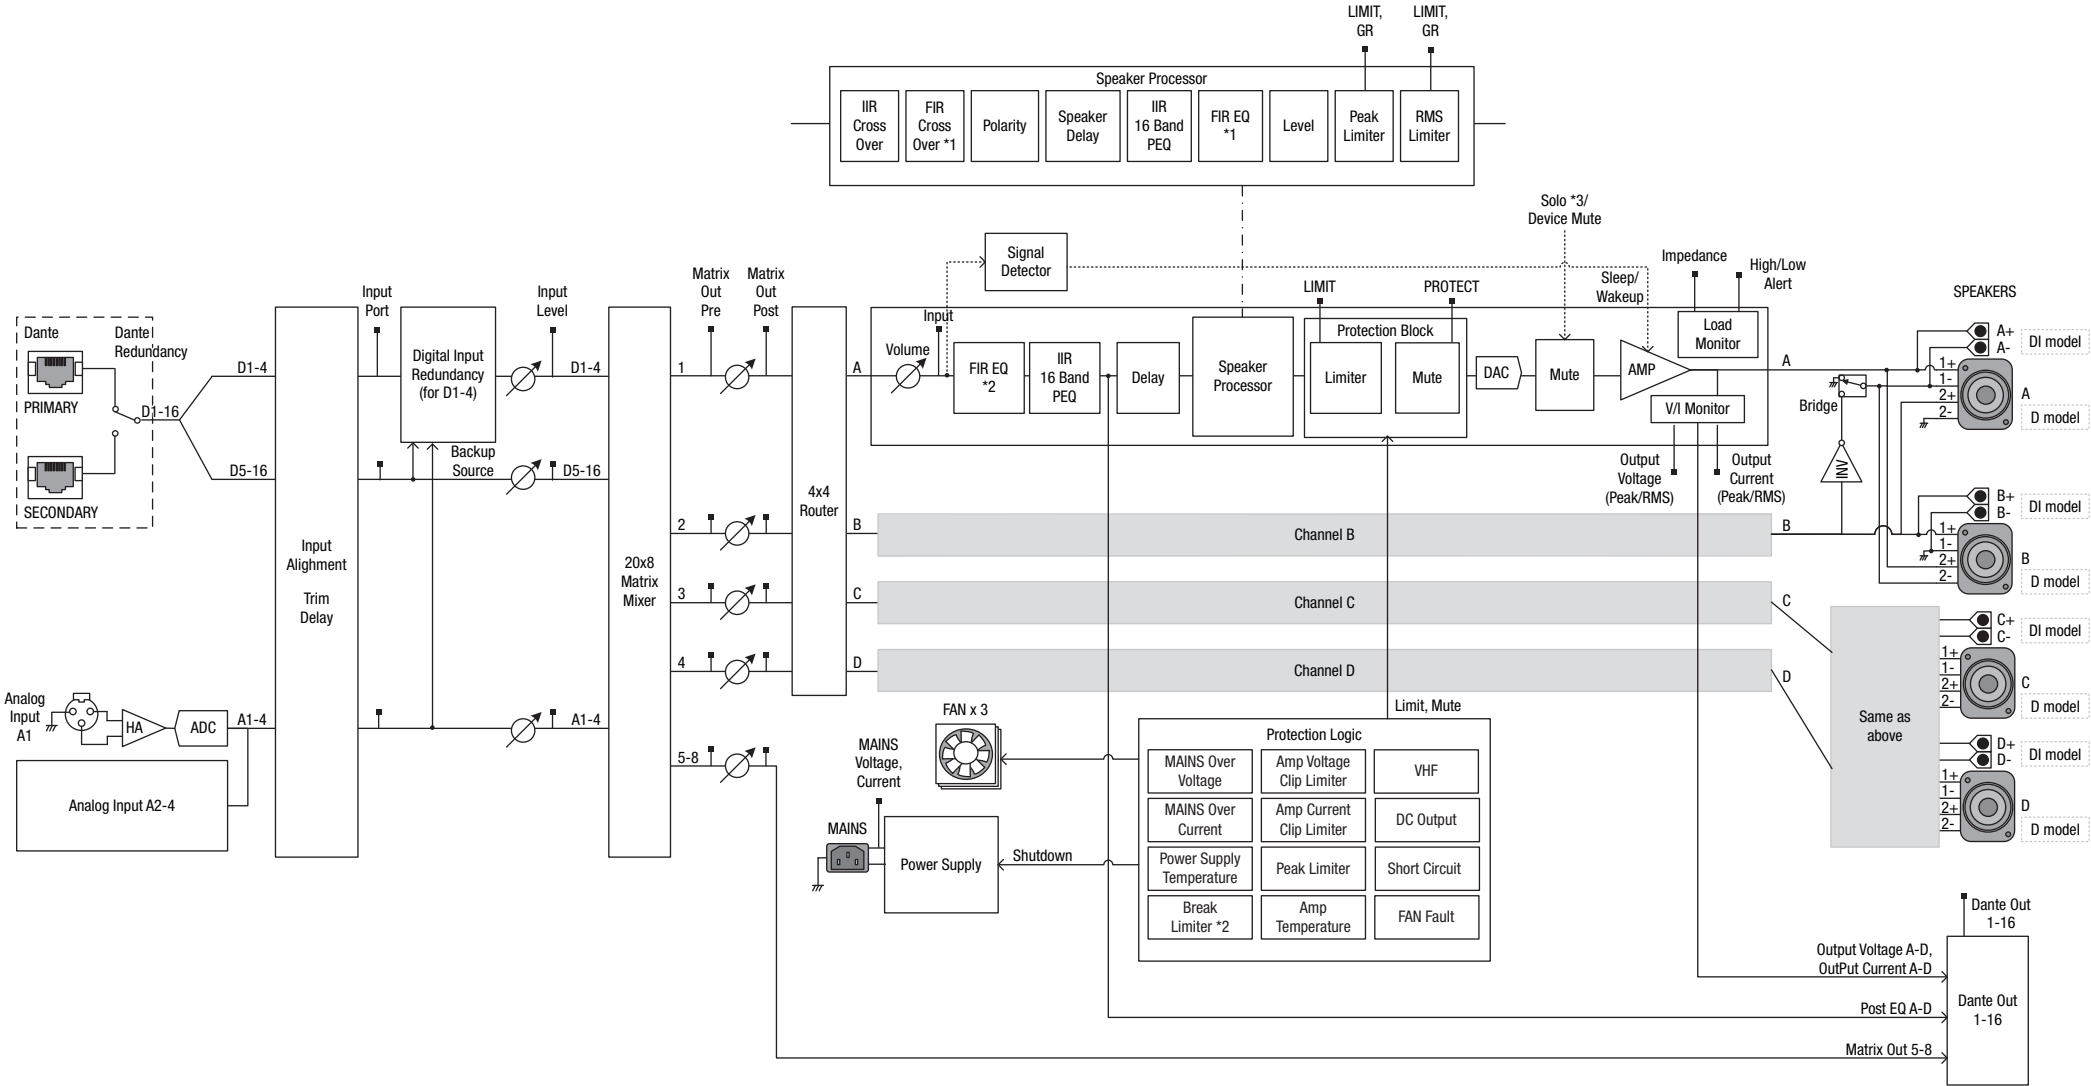 LIMIT,
GR
LIMIT,
GR
Speaker Processor
IIR
Cross
Over
FIR
Cross
Over *1
Polarity
Speaker
Delay
IIR
16 Band
PEQ
FIR EQ
*1
Level
Peak
Limiter
RMS
Limiter
Solo *3/
Device Mute
Signal
Detector
Sleep/
Wakeup
Impedance
High/Low
Alert
Dante
Dante
Redundancy
PRIMARY
SECONDARY
D1-16
D1-4
D5-16
Input
Alighment
Trim
Delay
Input
Port
Digital Input
Redundancy
(for D1-4)
Backup
Source
Input
Level
D1-4
D5-16
A1-4
20x8
Matrix
Mixer
Matrix
Out
Pre
Matrix
Out
Post
1
2
3
4
5-8
4x4
Router
A
B
C
D
Volume
Input
FIR EQ
*2
IIR
16 Band
PEQ
Delay
Speaker
Processor
LIMIT
PROTECT
Protection Block
Limiter
Mute
DAC
Mute
AMP
Load
Monitor
V/I Monitor
Output
Voltage
(Peak/RMS)
Output
Current
(Peak/RMS)
Channel B
Channel C
Channel D
A
B
C
D
Bridge
INV
SPEAKERS
A+
A-
DI model
1+
1-
2+
2-
A
D model
B+
B-
DI model
1+
1-
2+
2-
B
D model
Same as
above
C+
C-
DI model
1+
1-
2+
2-
C
D model
D+
D-
DI model
1+
1-
2+
2-
D
D model
Analog
Input
A1
HA
ADC
A1-4
Analog Input A2-4
FAN x 3
MAINS
Voltage,
Current
MAINS
Power Supply
Shutdown
Limit, Mute
Protection Logic
MAINS Over
Voltage
Amp Voltage
Clip Limiter
VHF
MAINS Over
Current
Amp Current
Clip Limiter
DC Output
Power Supply
Temperature
Peak Limiter
Short Circuit
Break
Limiter *2
Amp
Temperature
FAN Fault
Dante Out
1-16
Output Voltage A-D,
OutPut Current A-D
Post EQ A-D
Matrix Out 5-8
Dante Out
1-16